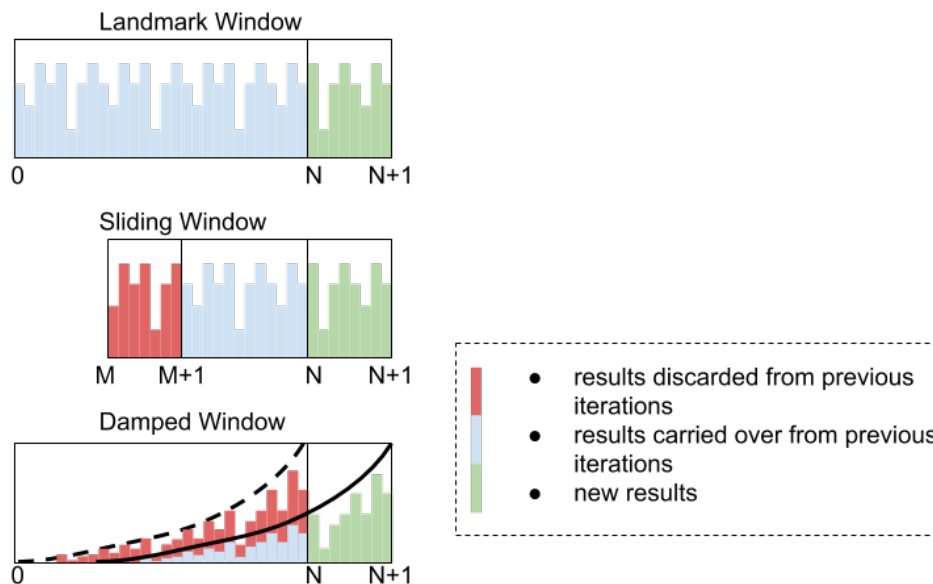 Landmark Window
0 N N+1
Sliding Window
M M+1 N N+1
Damped Window
0 N N+1
● results discarded from previous
iterations
● results carried over from previous
iterations
● new results